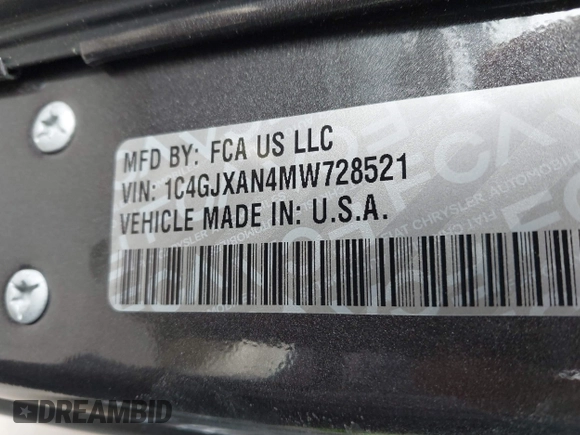 MFD BY: FCA US LLC
VIN: 1C4GJXAN4MW728521
VEHICLE MADE IN: U.S.A.
DREAMBID